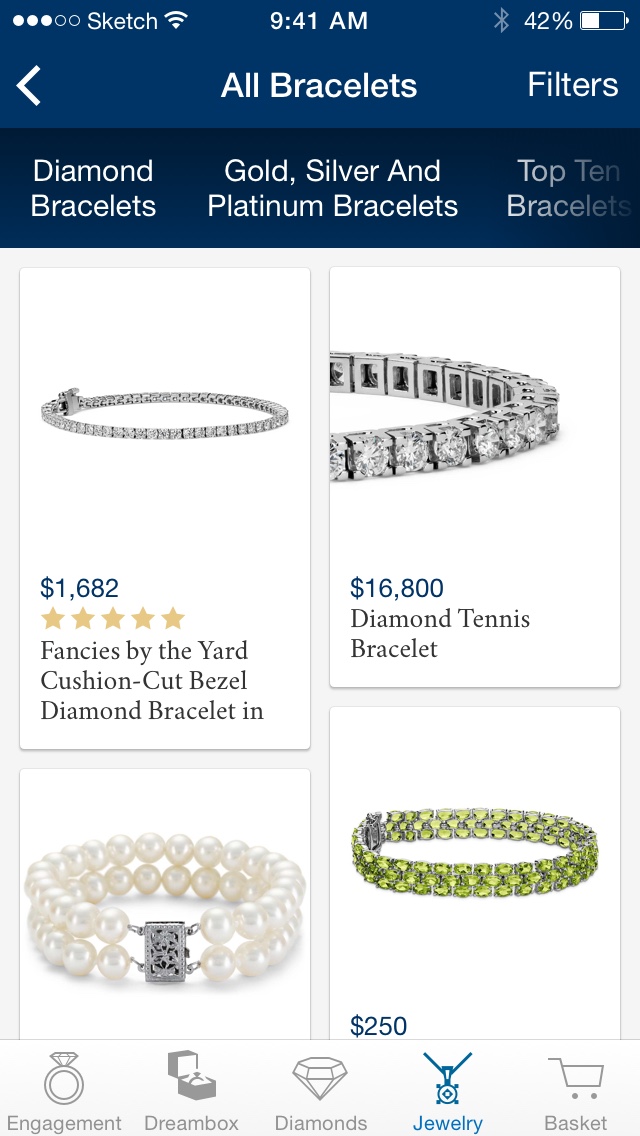 Sketch 9:41 AM 42%
All Bracelets Filters
Diamond
Bracelets
Gold, Silver And
Platinum Bracelets
Top Ten
Bracelets
$1,682
Fancies by the Yard
Cushion-Cut Bezel
Diamond Bracelet in
$16,800
Diamond Tennis
Bracelet
$250
Engagement Dreambox Diamonds Jewelry Basket